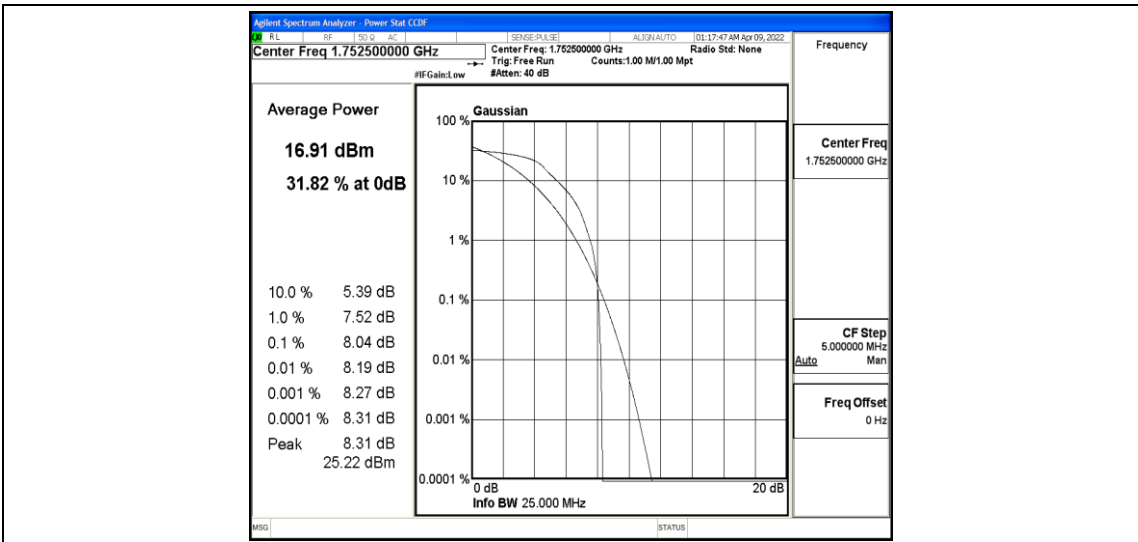 Agilent Spectrum Analyzer - Power Stat CCDF
LXI RL RF 50 Ω AC SENSE:PULSE ALIGNAUTO 01:17:47 AM Apr 09, 2022
Center Freq 1.752500000 GHz
Center Freq: 1.752500000 GHz Radio Std: None
Trig: Free Run Counts:1.00 M/1.00 Mpt
#IFGain:Low #Atten: 40 dB
Frequency
Average Power
16.91 dBm
31.82 % at 0dB
10.0 % 5.39 dB
1.0 % 7.52 dB
0.1 % 8.04 dB
0.01 % 8.19 dB
0.001 % 8.27 dB
0.0001 % 8.31 dB
Peak 8.31 dB
25.22 dBm
Gaussian
100 %
10 %
1 %
0.1 %
0.01 %
0.001 %
0.0001 %
0 dB 20 dB
Info BW 25.000 MHz
Center Freq
1.752500000 GHz
CF Step
5.000000 MHz
Auto Man
Freq Offset
0 Hz
MSG STATUS